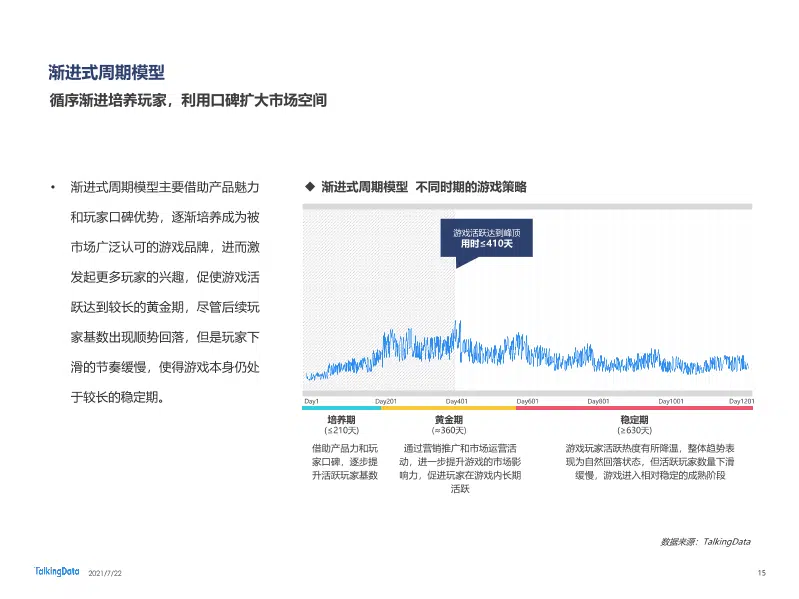 渐进式周期模型
循序渐进培养玩家，利用口碑扩大市场空间
• 渐进式周期模型主要借助产品魅力
和玩家口碑优势，逐渐培养成为被
市场广泛认可的游戏品牌，进而激
发起更多玩家的兴趣，促使游戏活
跃达到较长的黄金期，尽管后续玩
家基数出现顺势回落，但是玩家下
滑的节奏缓慢，使得游戏本身仍处
于较长的稳定期。
◆ 渐进式周期模型 不同时期的游戏策略
游戏活跃达到峰顶
用时≤410天
Day1 Day201 Day401 Day601 Day801 Day1001 Day1201
培养期
(≤210天)
借助产品力和玩
家口碑，逐步提
升活跃玩家基数
黄金期
(≈360天)
通过营销推广和市场运营活
动，进一步提升游戏的市场影
响力，促进玩家在游戏内长期
活跃
稳定期
(≥630天)
游戏玩家活跃热度有所降温，整体趋势表
现为自然回落状态，但活跃玩家数量下滑
缓慢，游戏进入相对稳定的成熟阶段
数据来源：TalkingData
TalkingData 2021/7/22
15